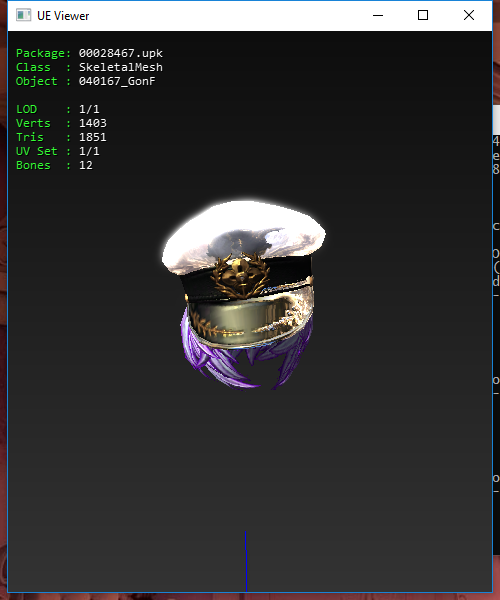 UE Viewer
Package: 00028467.upk
Class : SkeletalMesh
Object : 040167_GonF
LOD : 1/1
Verts : 1403
Tris : 1851
UV Set : 1/1
Bones : 12